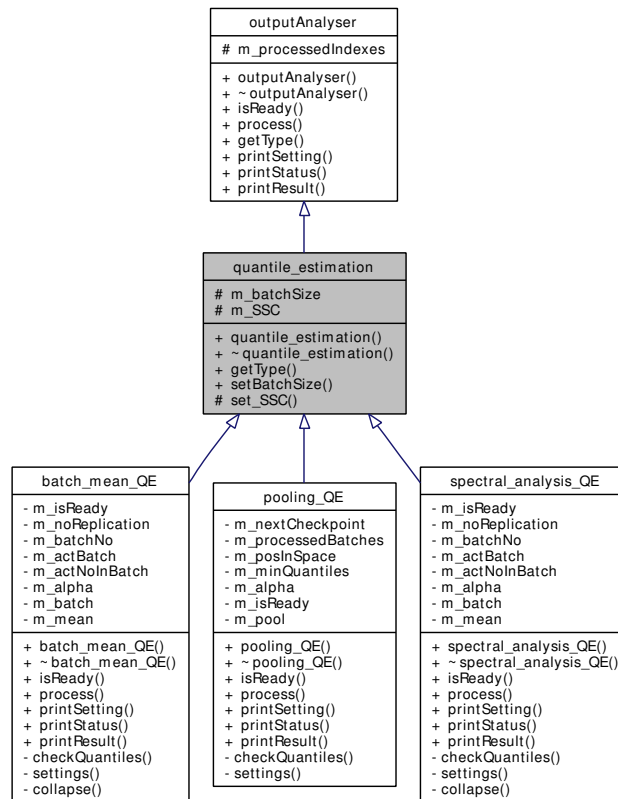 outputAnalyser
# m_processedIndexes
+ outputAnalyser()
+ ~ outputAnalyser()
+ isReady()
+ process()
+ getType()
+ printSetting()
+ printStatus()
+ printResult()
quantile_estimation
# m_batchSize
# m_SSC
+ quantile_estimation()
+ ~ quantile_estimation()
+ getType()
+ setBatchSize()
# set_SSC()
batch_mean_QE
- m_isReady
- m_noReplication
- m_batchNo
- m_actBatch
- m_actNoInBatch
- m_alpha
- m_batch
- m_mean
+ batch_mean_QE()
+ ~ batch_mean_QE()
+ isReady()
+ process()
+ printSetting()
+ printStatus()
+ printResult()
- checkQuantiles()
- settings()
- collapse()
pooling_QE
- m_nextCheckpoint
- m_processedBatches
- m_posInSpace
- m_minQuantiles
- m_alpha
- m_isReady
- m_pool
+ pooling_QE()
+ ~ pooling_QE()
+ isReady()
+ process()
+ printSetting()
+ printStatus()
+ printResult()
- checkQuantiles()
- settings()
spectral_analysis_QE
- m_isReady
- m_noReplication
- m_batchNo
- m_actBatch
- m_actNoInBatch
- m_alpha
- m_batch
- m_mean
+ spectral_analysis_QE()
+ ~ spectral_analysis_QE()
+ isReady()
+ process()
+ printSetting()
+ printStatus()
+ printResult()
- checkQuantiles()
- settings()
- collapse()